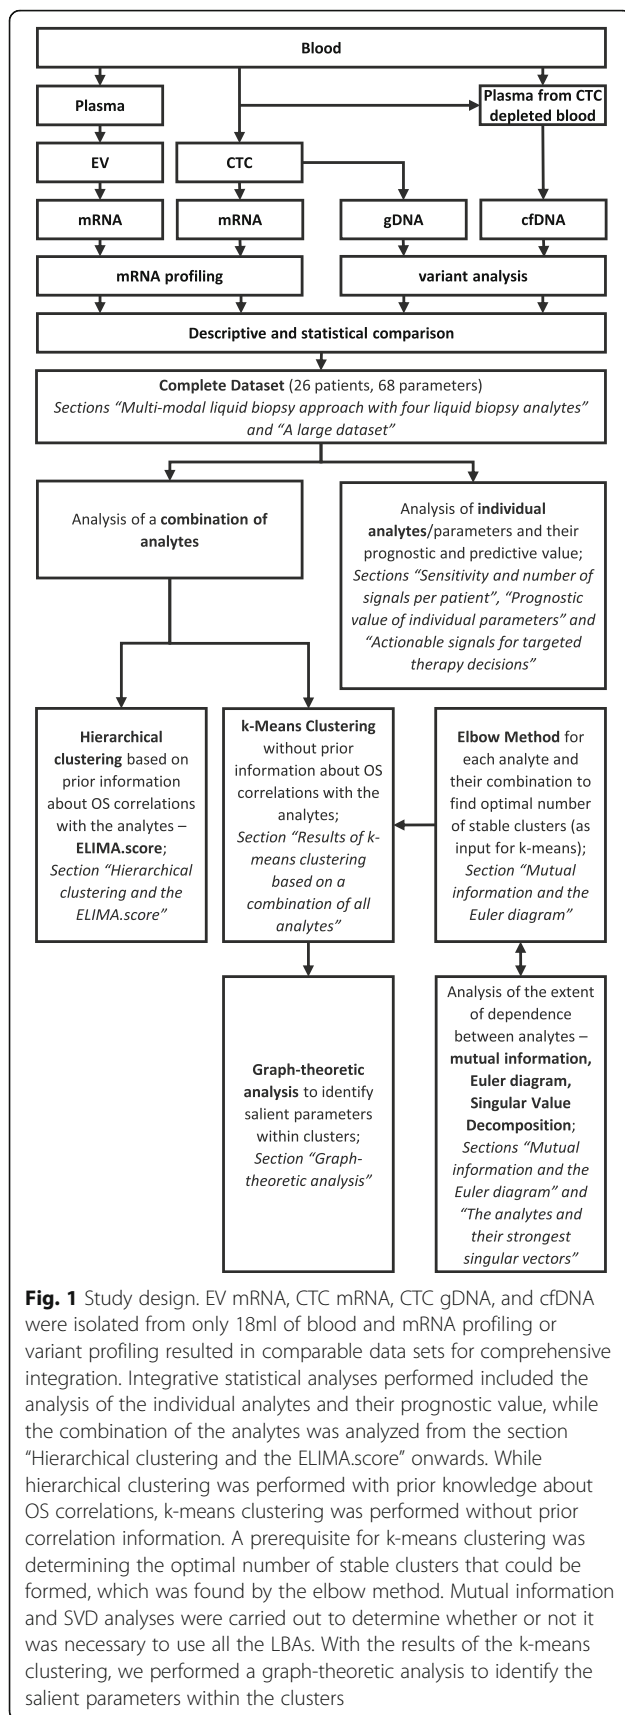 Blood
Plasma
Plasma from CTC
depleted blood
EV
CTC
mRNA
mRNA
gDNA
cfDNA
mRNA profiling
variant analysis
Descriptive and statistical comparison
Complete Dataset (26 patients, 68 parameters)
Sections “Multi-modal liquid biopsy approach with four liquid biopsy analytes”
and “A large dataset”
Analysis of a combination of
analytes
Analysis of individual
analytes/parameters and their
prognostic and predictive value;
Sections “Sensitivity and number of
signals per patient”, “Prognostic
value of individual parameters” and
“Actionable signals for targeted
therapy decisions”
Hierarchical
clustering based on
prior information
about OS correlations
with the analytes –
ELIMA.score;
Section “Hierarchical
clustering and the
ELIMA.score”
k-Means Clustering
without prior
information about OS
correlations with the
analytes;
Section “Results of k-
means clustering
based on a
combination of all
analytes”
Elbow Method for
each analyte and
their combination to
find optimal number
of stable clusters (as
input for k-means);
Section “Mutual
information and the
Euler diagram”
Graph-theoretic
analysis to identify
salient parameters
within clusters;
Section “Graph-
theoretic analysis”
Analysis of the extent
of dependence
between analytes –
mutual information,
Euler diagram,
Singular Value
Decomposition;
Sections “Mutual
information and the
Euler diagram” and
“The analytes and
their strongest
singular vectors”
Fig. 1 Study design. EV mRNA, CTC mRNA, CTC gDNA, and cfDNA
were isolated from only 18ml of blood and mRNA profiling or
variant profiling resulted in comparable data sets for comprehensive
integration. Integrative statistical analyses performed included the
analysis of the individual analytes and their prognostic value, while
the combination of the analytes was analyzed from the section
“Hierarchical clustering and the ELIMA.score” onwards. While
hierarchical clustering was performed with prior knowledge about
OS correlations, k-means clustering was performed without prior
correlation information. A prerequisite for k-means clustering was
determining the optimal number of stable clusters that could be
formed, which was found by the elbow method. Mutual information
and SVD analyses were carried out to determine whether or not it
was necessary to use all the LBAs. With the results of the k-means
clustering, we performed a graph-theoretic analysis to identify the
salient parameters within the clusters